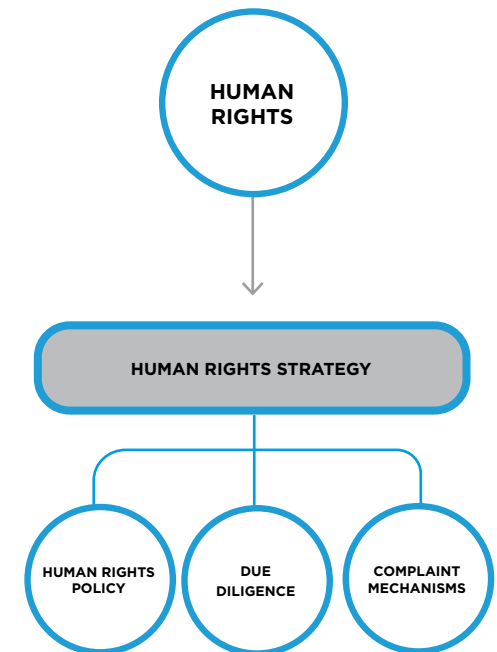 HUMAN
RIGHTS
HUMAN RIGHTS STRATEGY
HUMAN RIGHTS
POLICY
DUE
DILIGENCE
COMPLAINT
MECHANISMS